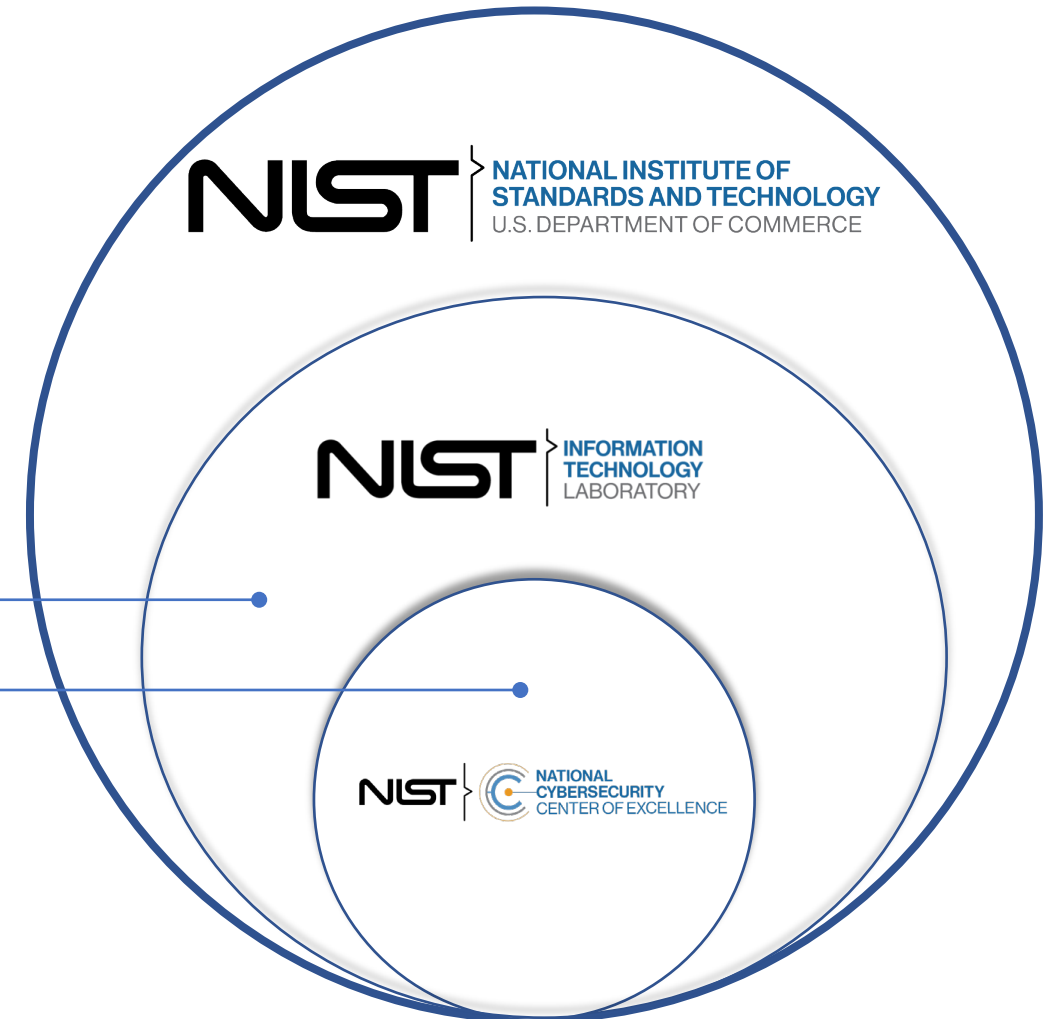 NIST
NATIONAL INSTITUTE OF
STANDARDS AND TECHNOLOGY
U.S. DEPARTMENT OF COMMERCE
NIST
INFORMATION
TECHNOLOGY
LABORATORY
NIST
NATIONAL
CYBERSECURITY
CENTER OF EXCELLENCE